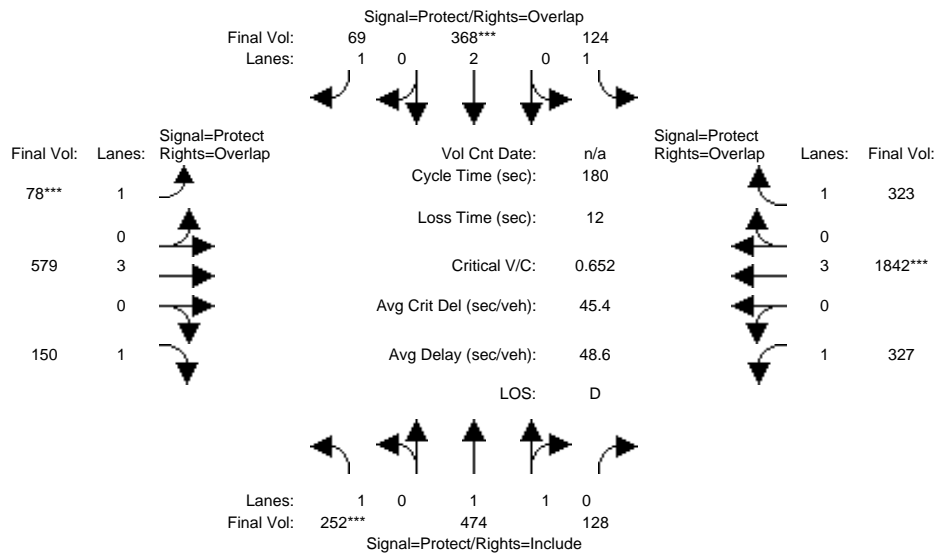 Signal=Protect/Rights=Overlap
Final Vol: 69 368*** 124
Lanes: 1 0 2 0 1
Signal=Protect Signal=Protect
Final Vol: Lanes: Rights=Overlap Vol Cnt Date: n/a Rights=Overlap Lanes: Final Vol:
Cycle Time (sec): 180
78*** 1 1 323
Loss Time (sec): 12
0 0
579 3 Critical V/C: 0.652 3 1842***
0 Avg Crit Del (sec/veh): 45.4 0
150 1 Avg Delay (sec/veh): 48.6 1 327
LOS: D
Lanes: 1 0 1 1 0
Final Vol: 252*** 474 128
Signal=Protect/Rights=Include